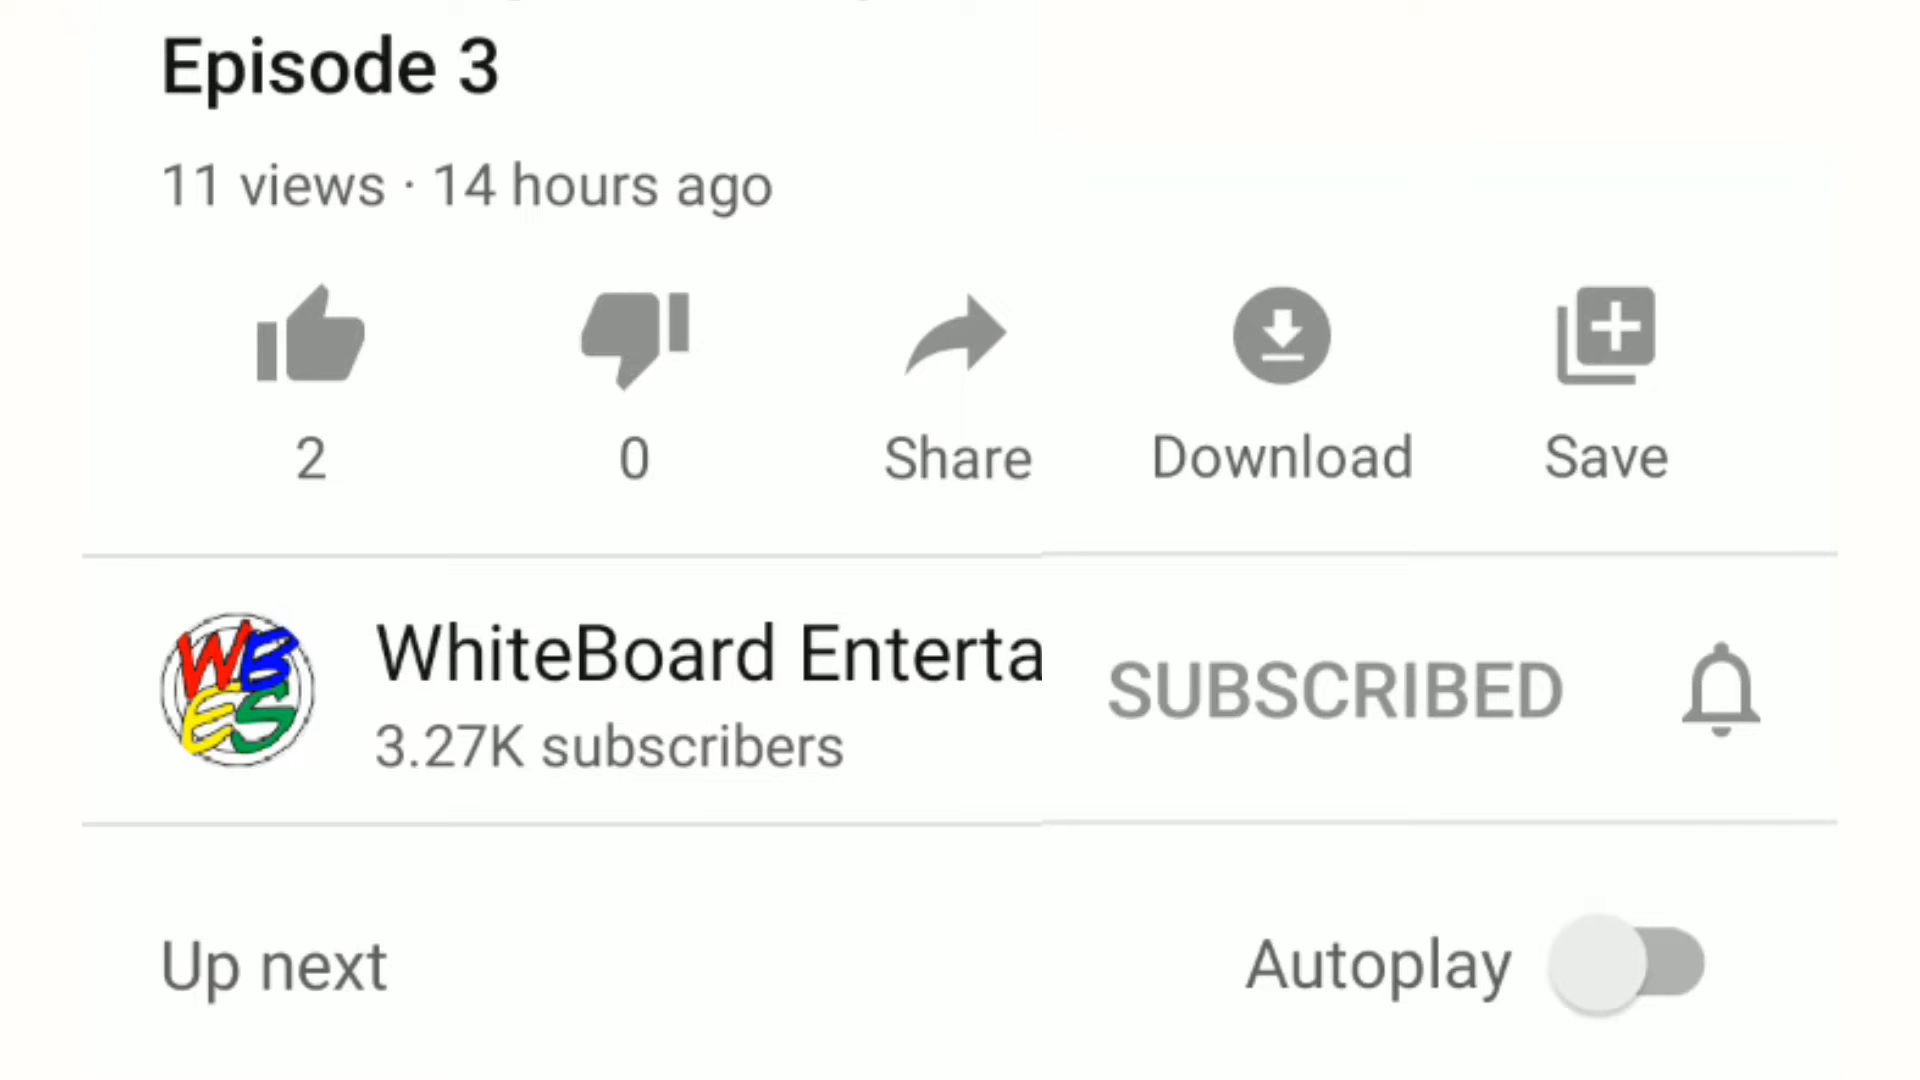 Episode 3
11 views · 14 hours ago
2 0 Share Download Save
WBES
WhiteBoard Enterta
SUBSCRIBED
3.27K subscribers
Up next Autoplay